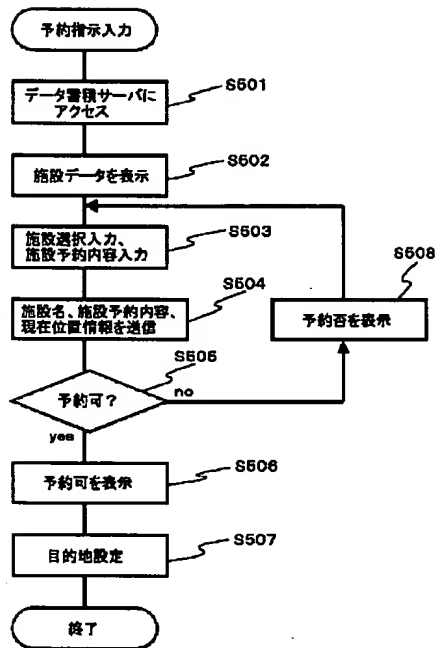 予約指示入力
データ蓄積サーバに
アクセス
S501
施設データを表示
S502
施設選択入力、
施設予約内容入力
S503
施設名、施設予約内容、
現在位置情報を送信
S504
予約可？
S505
yes
no
予約否を表示
S508
予約可を表示
S506
目的地設定
S507
終了